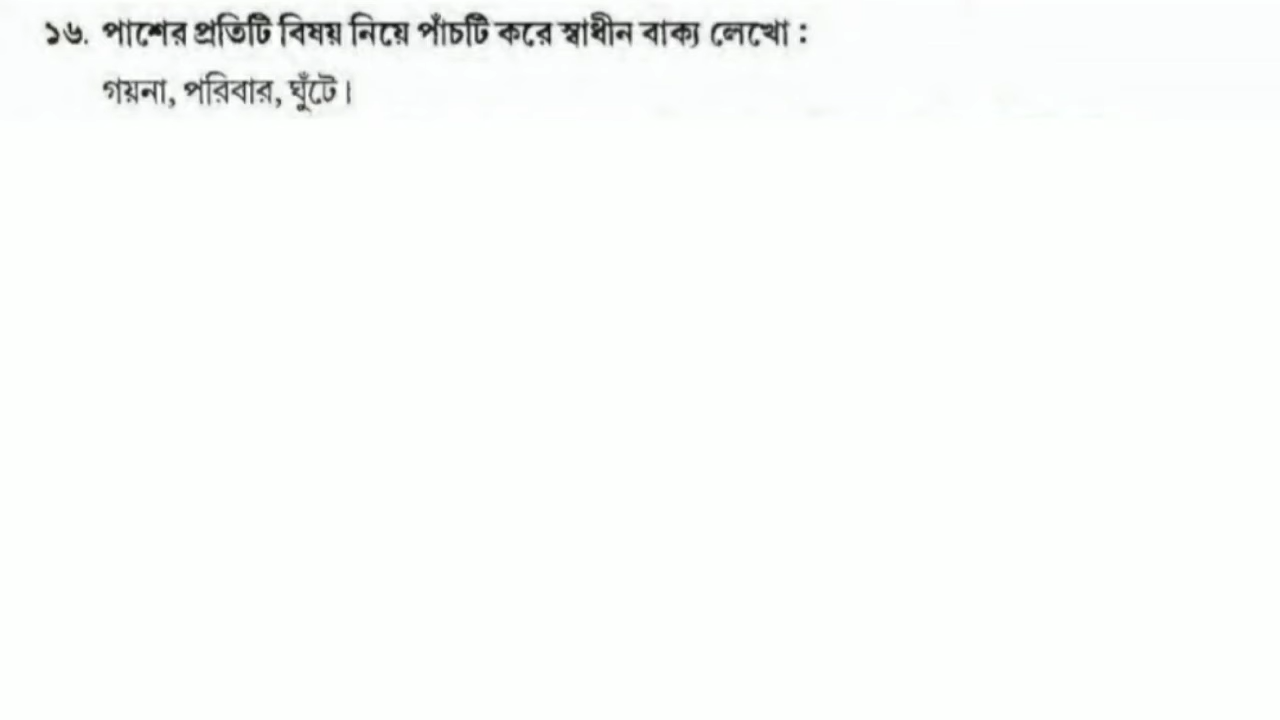 ১৬. পাশের প্রতিটি বিষয় নিয়ে পাঁচটি করে স্বাধীন বাক্য লেখো :
গয়না, পরিবার, ঘুঁটে।